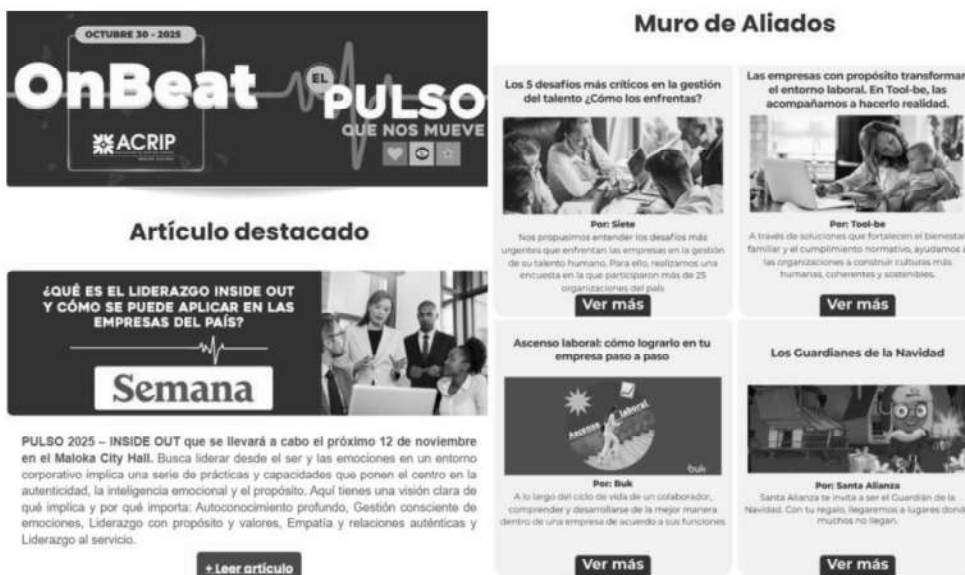 OCTUBRE 30 - 2025
OnBeat
ACRIP
EL
PULSO
QUE NOS MUEVE
Artículo destacado
¿QUÉ ES EL LIDERAZGO INSIDE OUT
Y CÓMO SE PUEDE APLICAR EN LAS
EMPRESAS DEL PAÍS?
Semana
PULSO 2025 – INSIDE OUT que se llevará a cabo el próximo 12 de noviembre
en el Maloka City Hall. Busca liderar desde el ser y las emociones en un entorno
corporativo implica una serie de prácticas y capacidades que ponen el centro en la
autenticidad, la inteligencia emocional y el propósito. Aquí tienes una visión clara de
qué implica y por qué importa: Autoconocimiento profundo, Gestión consciente de
emociones, Liderazgo con propósito y valores, Empatía y relaciones auténticas y
Liderazgo al servicio.
+ Leer artículo
Muro de Aliados
Los 5 desafíos más críticos en la gestión
del talento ¿Cómo los enfrentas?
Por: Siete
Nos propusimos entender los desafíos más
urgentes que enfrentan las empresas en la gestión
de su talento humano. Para ello, realizamos una
encuesta en la que participaron más de 25
organizaciones del país
Ver más
Las empresas con propósito transforman
el entorno laboral. En Tool-be, las
acompañamos a hacerlo realidad.
Por: Tool-be
A través de soluciones que fortalecen el bienestar
familiar y el cumplimiento normativo, ayudamos a
las organizaciones a construir culturas más
humanas, coherentes y sostenibles.
Ver más
Ascenso laboral: cómo lograrlo en tu
empresa paso a paso
Ascenso laboral
buk
Por: Buk
A lo largo del ciclo de vida de un colaborador,
comprender y desarrollarse de la mejor manera
dentro de una empresa de acuerdo a sus funciones
Ver más
Los Guardianes de la Navidad
Por: Santa Alianza
Santa Alianza te invita a ser el Guardián de la
Navidad. Con tu regalo, llegaremos a lugares donde
muchos no llegan.
Ver más